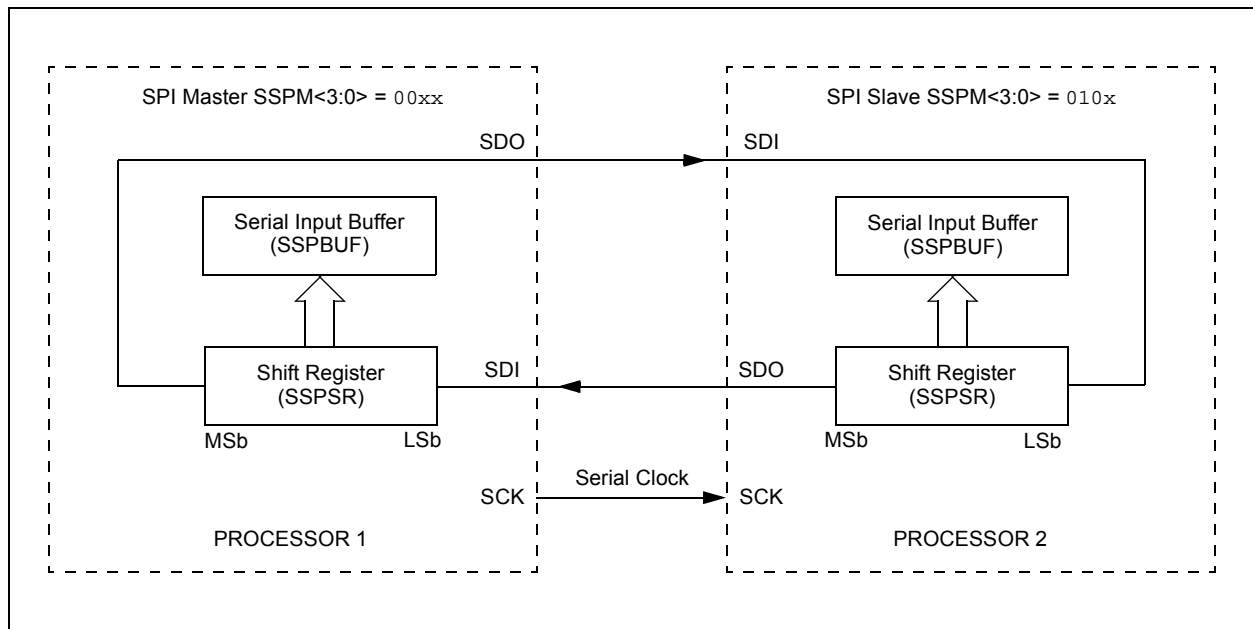 SPI Master SSPM<3:0> = 00xx
SDO
Serial Input Buffer
(SSPBUF)
Shift Register
(SSPSR)
MSb
LSb
SDI
SCK
PROCESSOR 1
Serial Clock
SPI Slave SSPM<3:0> = 010x
SDI
Serial Input Buffer
(SSPBUF)
SDO
Shift Register
(SSPSR)
MSb
LSb
SCK
PROCESSOR 2